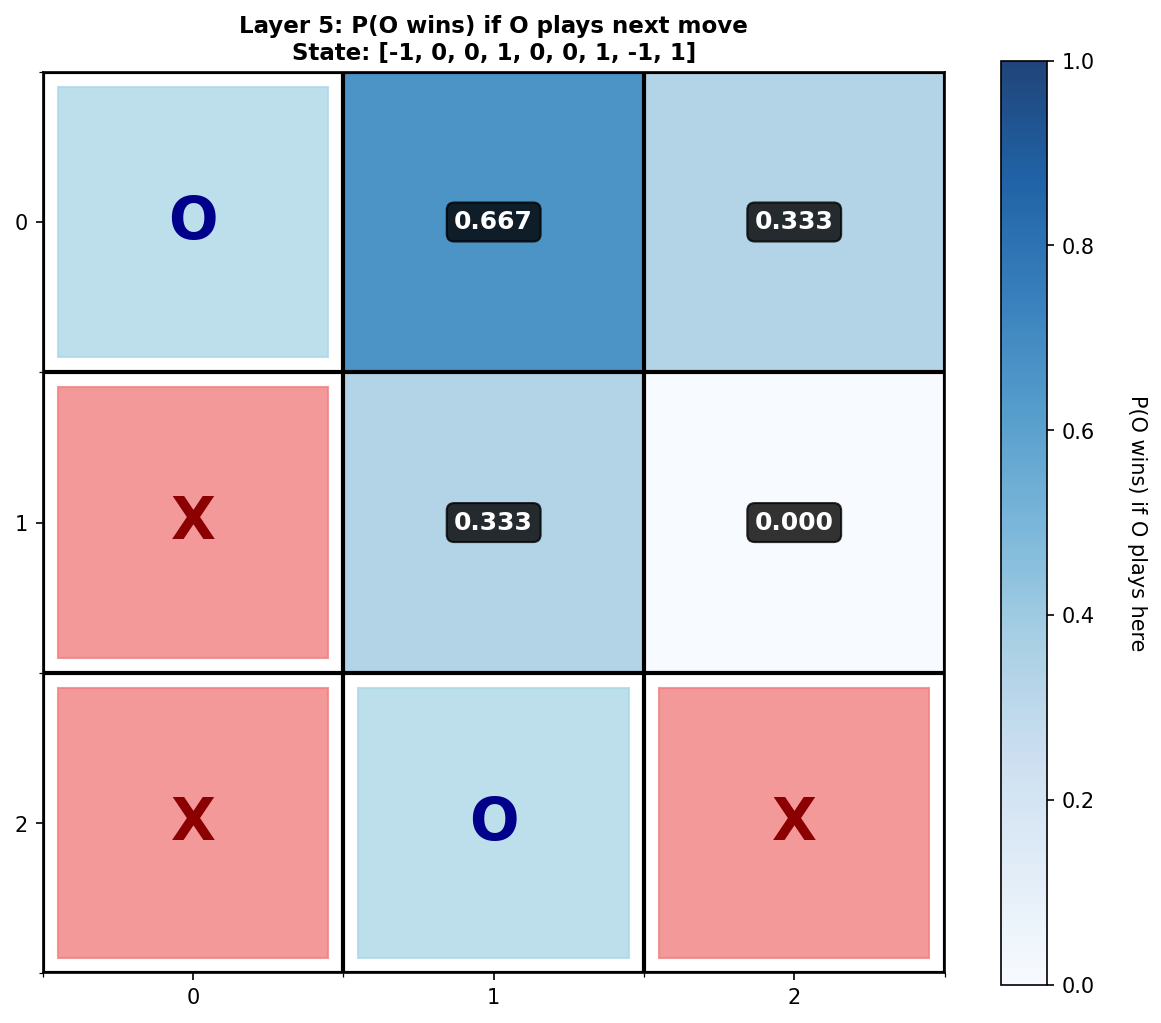 Layer 5: P(O wins) if O plays next move
State: [-1, 0, 0, 1, 0, 0, 1, -1, 1]
0
O
0.667
0.333
1
X
0.333
0.000
2
X
O
X
0
1
2
1.0
0.8
0.6
0.4
0.2
0.0
P(O wins) if O plays here